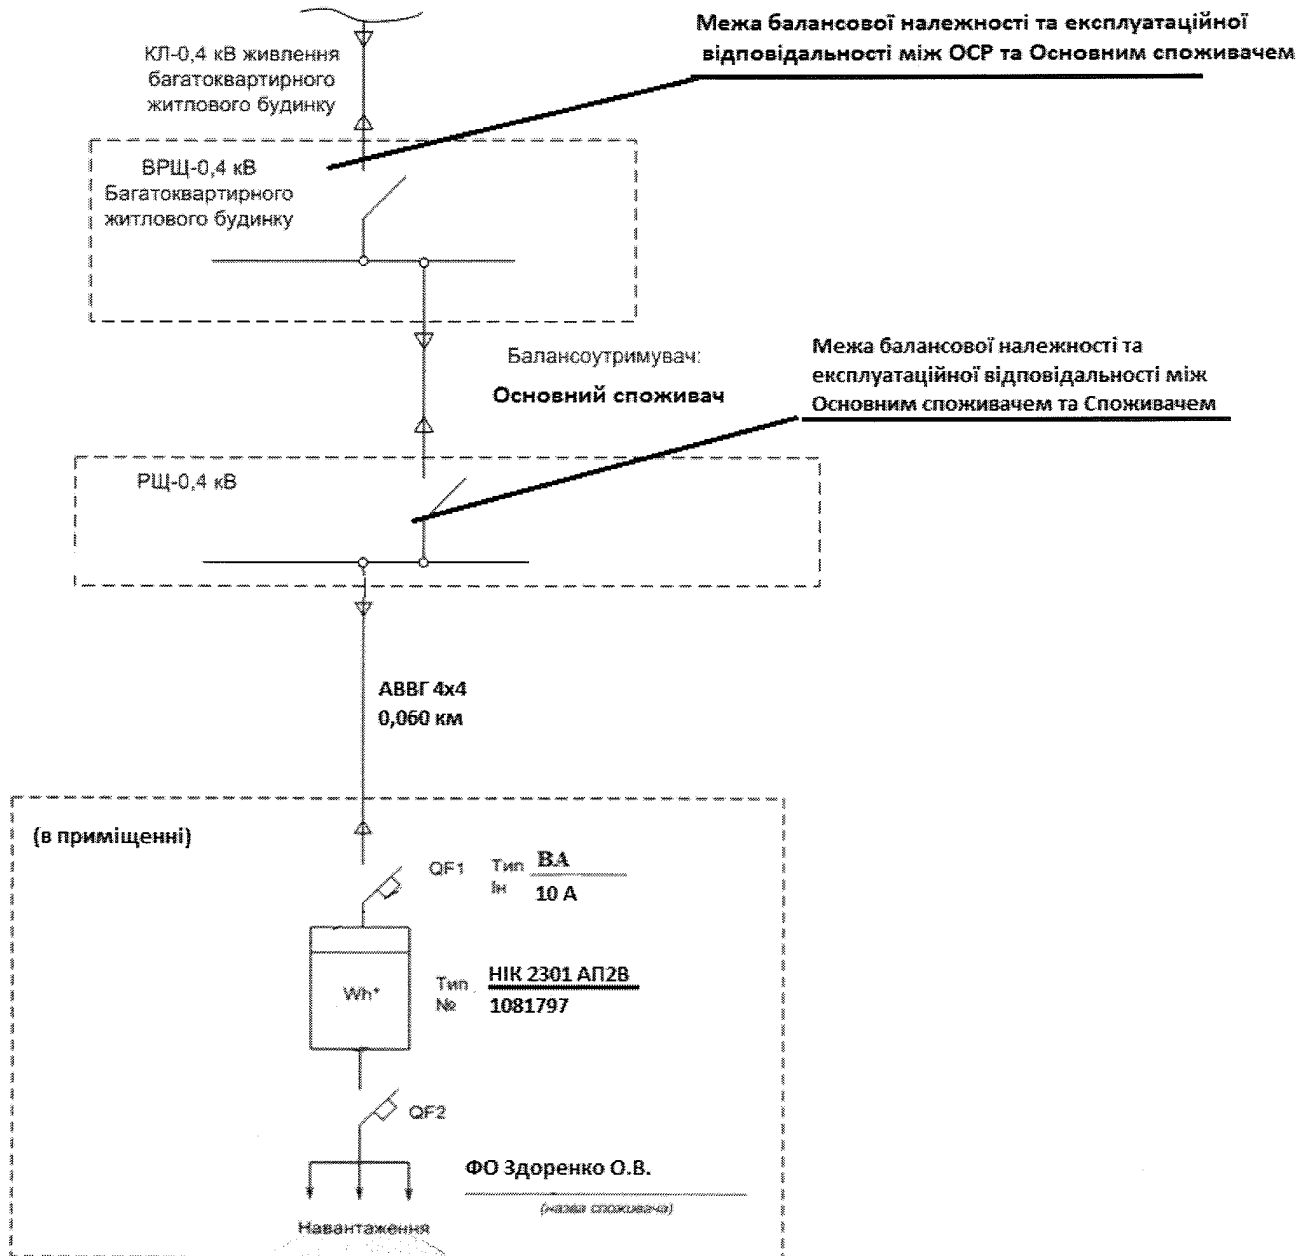 Межа балансової належності та експлуатаційної
відповідальності між ОСР та Основним споживачем
КЛ-0,4 кВ живлення
багатоквартирного
житлового будинку
ВРЩ-0,4 кВ
Багатоквартирного
житлового будинку
Балансоутримувач:
Основний споживач
Межа балансової належності та
експлуатаційної відповідальності між
Основним споживачем та Споживачем
РЩ-0,4 кВ
АВВГ 4х4
0,060 км
(в приміщенні)
QF1 Тип ВА
Ін 10 А
Wh*
Тип НІК 2301 АП2В
№ 1081797
QF2
ФО Здоренко О.В.
(назва споживача)
Навантаження